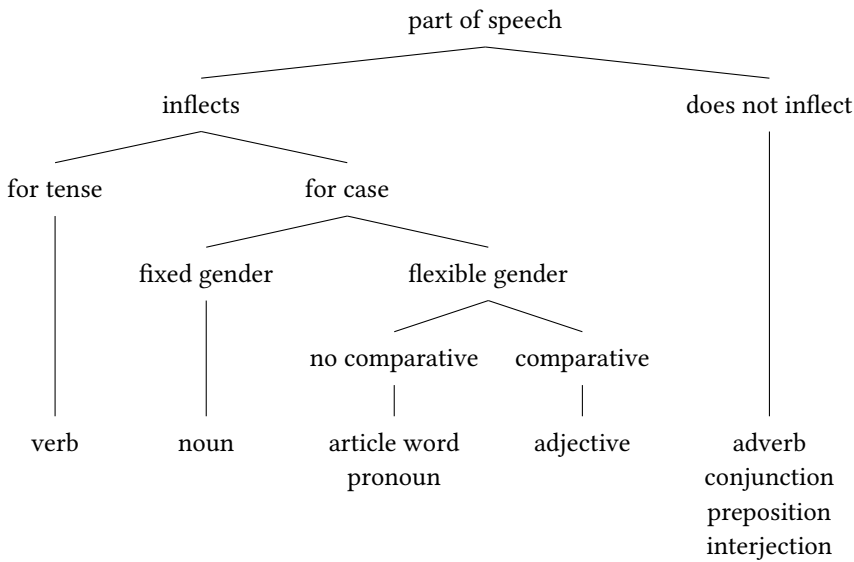 part of speech
inflects
does not inflect
for tense
for case
fixed gender
flexible gender
no comparative
comparative
verb
noun
article word
pronoun
adjective
adverb
conjunction
preposition
interjection